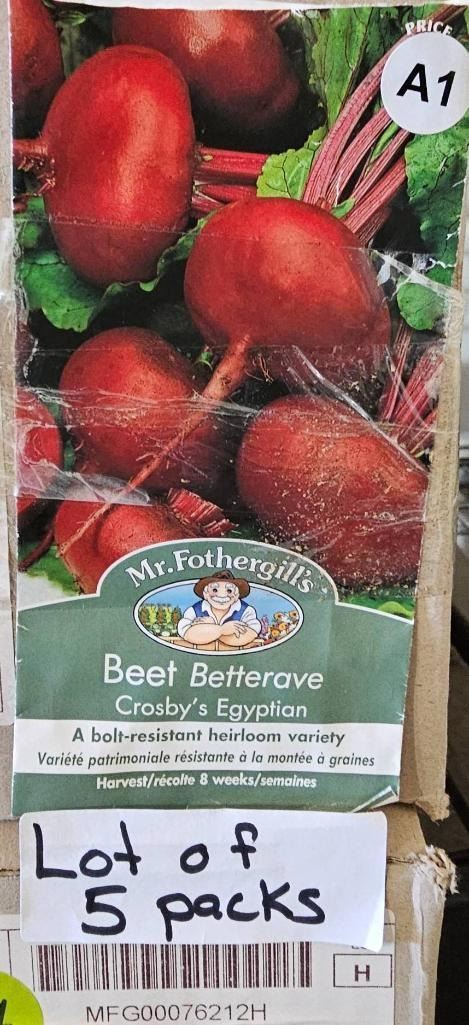 PRICE
A1
Mr. Fothergill's
Beet Betterave
Crosby's Egyptian
A bolt-resistant heirloom variety
Variété patrimoniale résistante à la montée à graines
Harvest/récolte 8 weeks/semaines
Lot of
5 packs
H
MFG00076212H